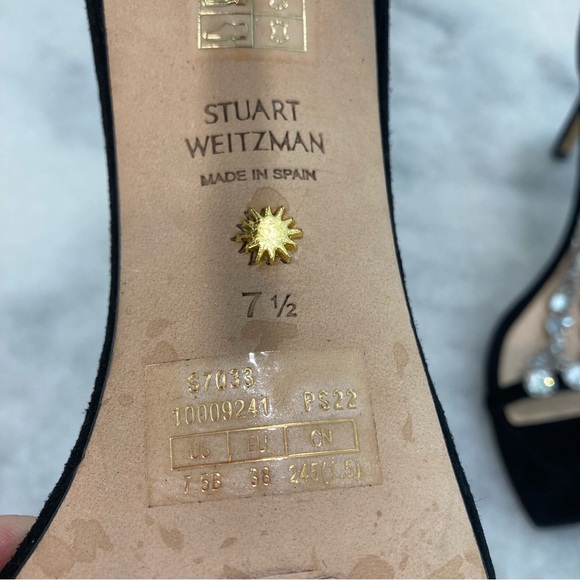 STUART
WEITZMAN
MADE IN SPAIN
7 ½
S7033
10009241 PS22
US EU CN
7.5B 38 245(1.5)